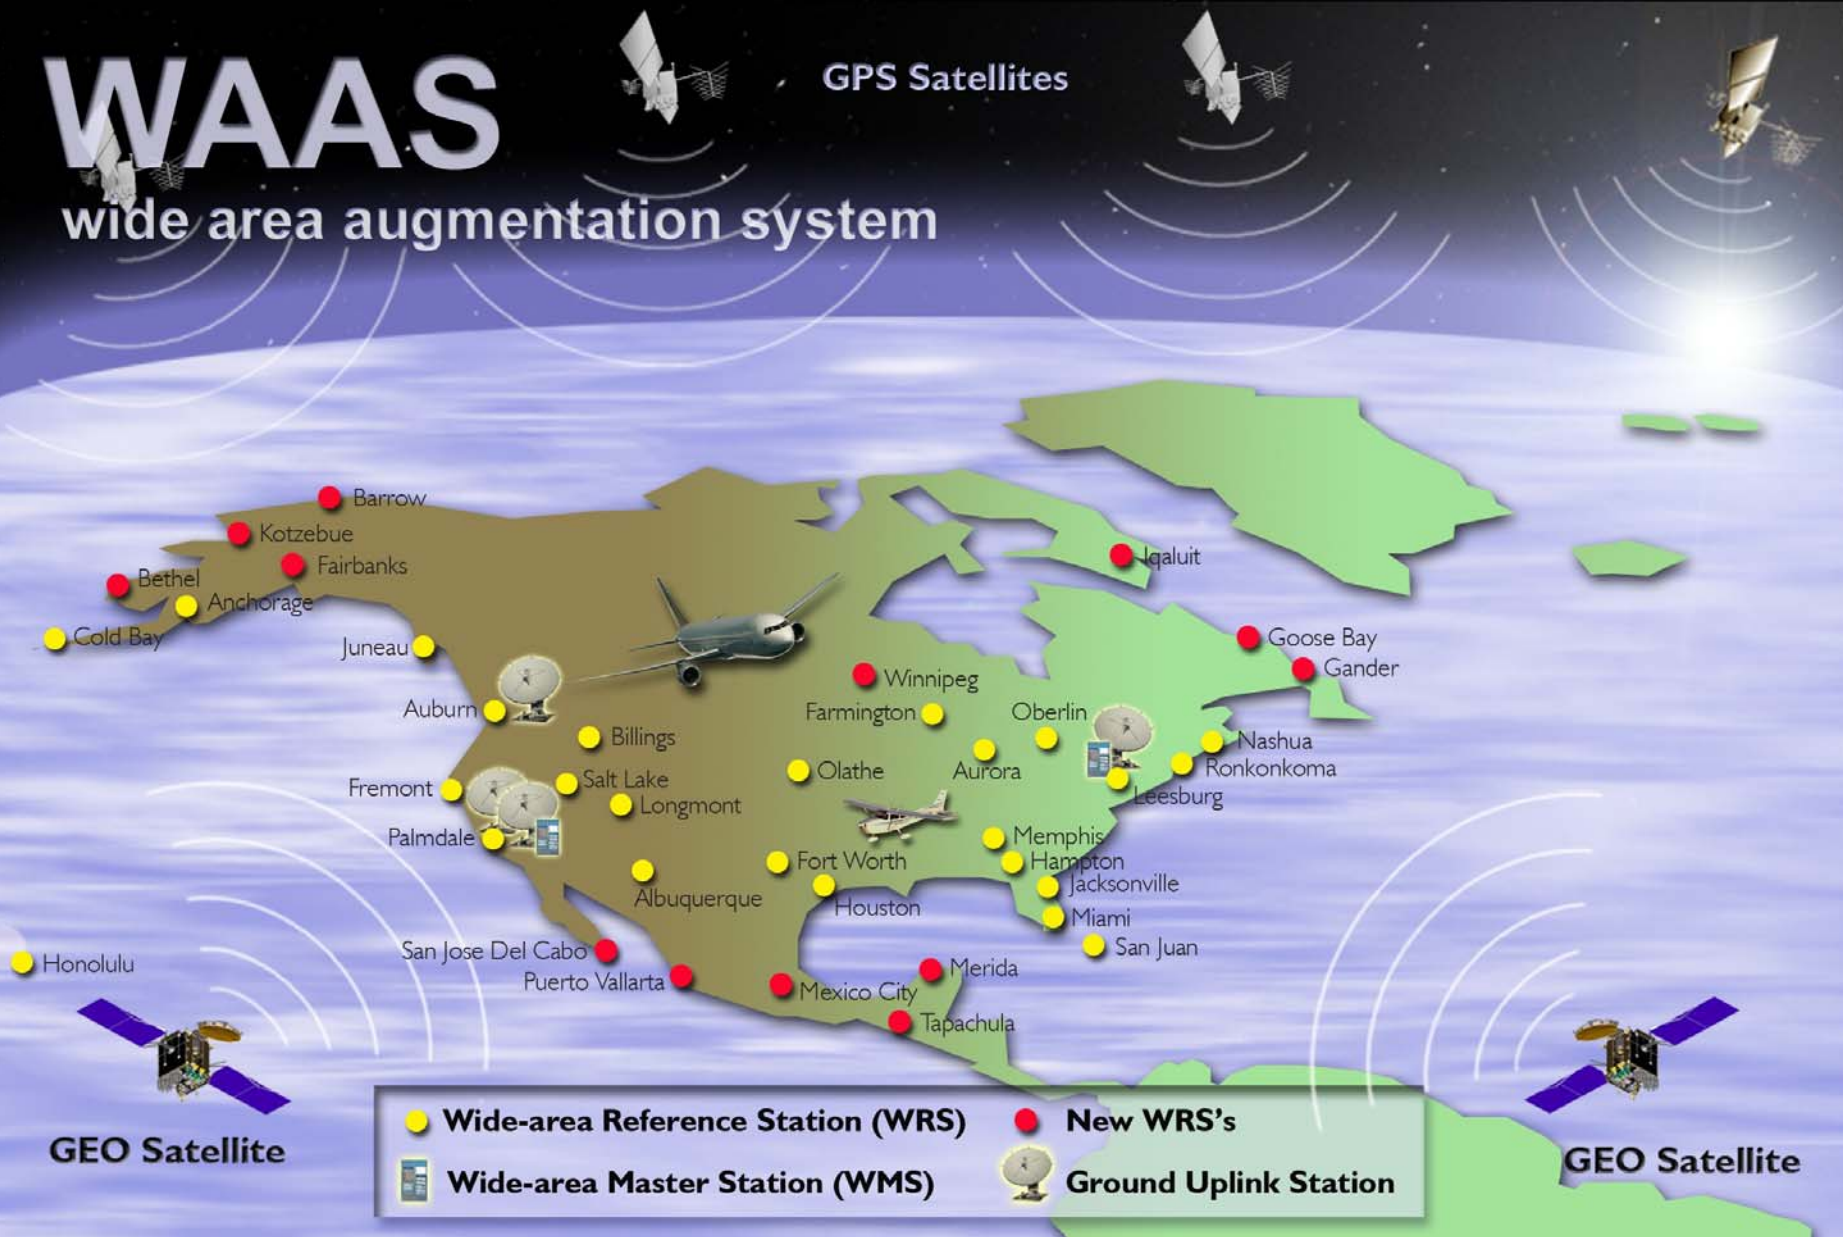 WAAS
GPS Satellites
wide area augmentation system
Barrow
Kotzebue
Fairbanks
Iqaluit
Bethel
Anchorage
Cold Bay
Juneau
Goose Bay
Gander
Winnipeg
Auburn
Farmington
Oberlin
Billings
Nashua
Olathe
Aurora
Ronkonkoma
Fremont
Salt Lake
Longmont
Leesburg
Palmdale
Memphis
Fort Worth
Hampton
Albuquerque
Jacksonville
Houston
Miami
San Jose Del Cabo
San Juan
Honolulu
Puerto Vallarta
Merida
Mexico City
Tapachula
GEO Satellite
Wide-area Reference Station (WRS)
New WRS's
Wide-area Master Station (WMS)
Ground Uplink Station
GEO Satellite